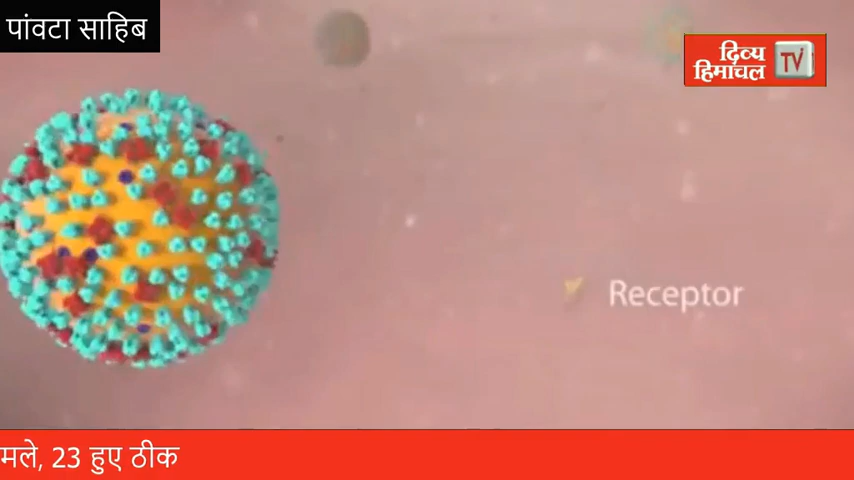 पांवटा साहिब
दिव्य
हिमाचल
TV
Receptor
मले, 23 हुए ठीक